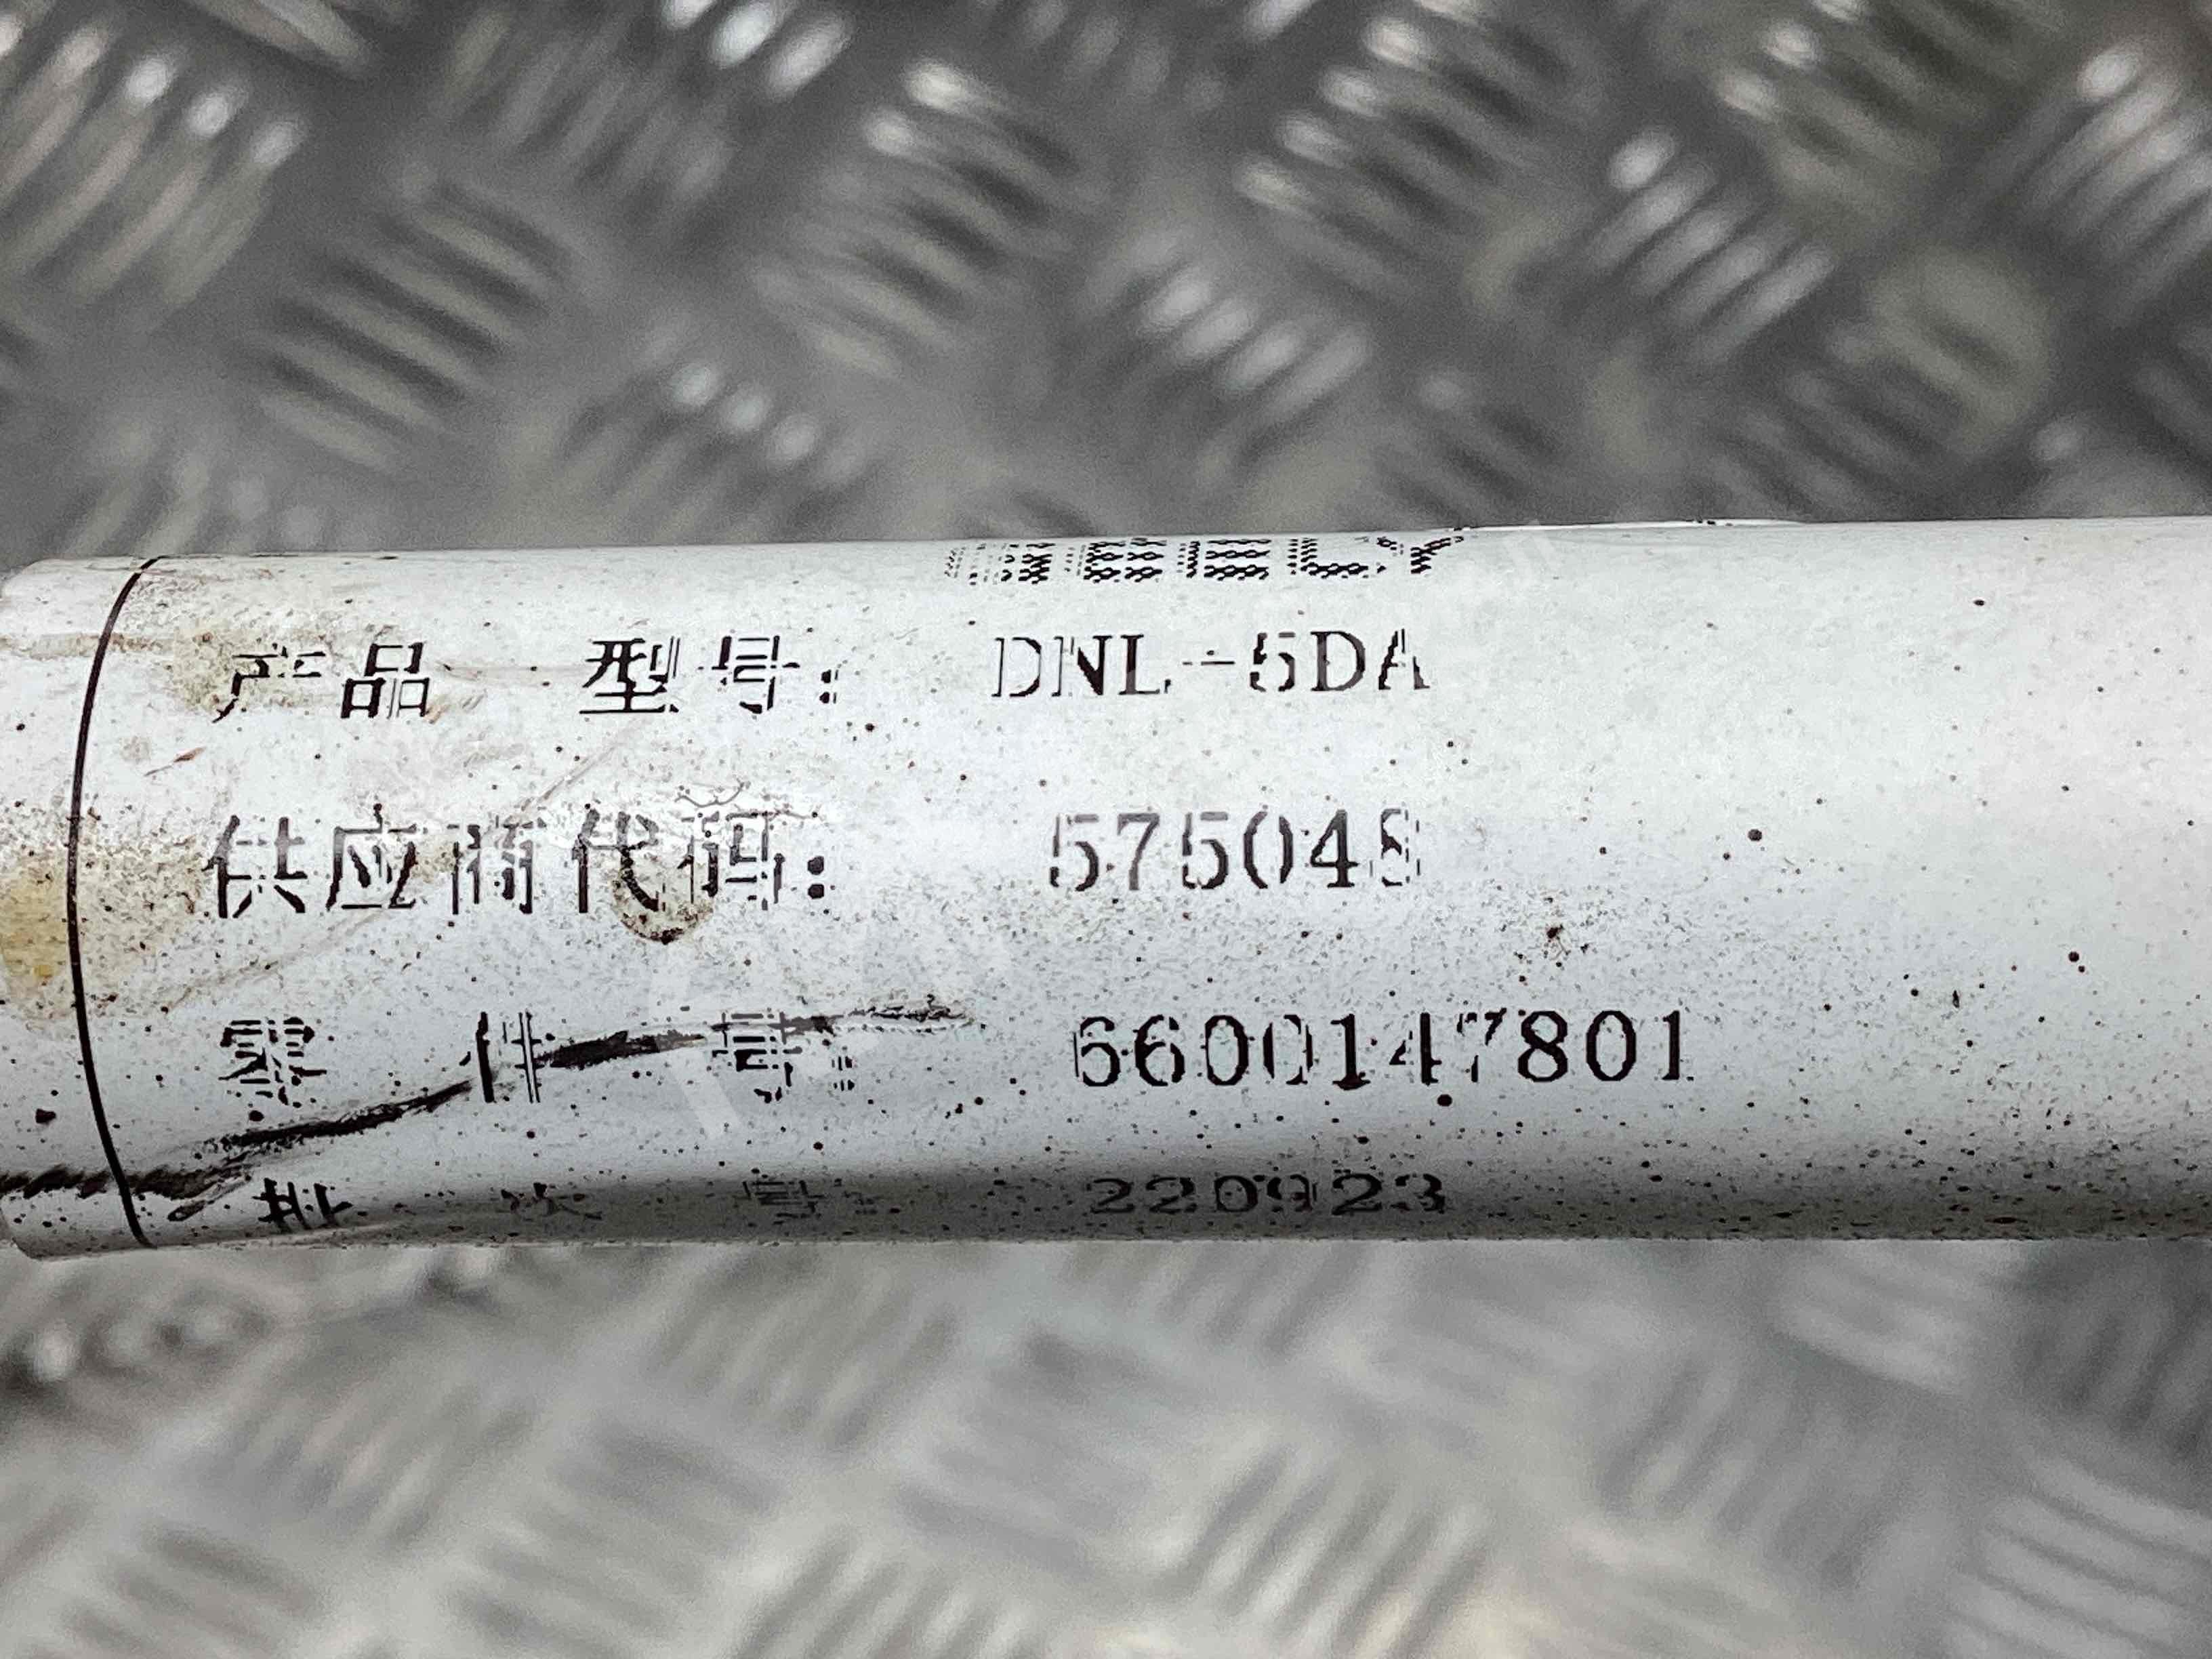 GEELY
产品型号: DNL-5DA
供应商代码: 575048
零件号: 6600147801
批次号 220923